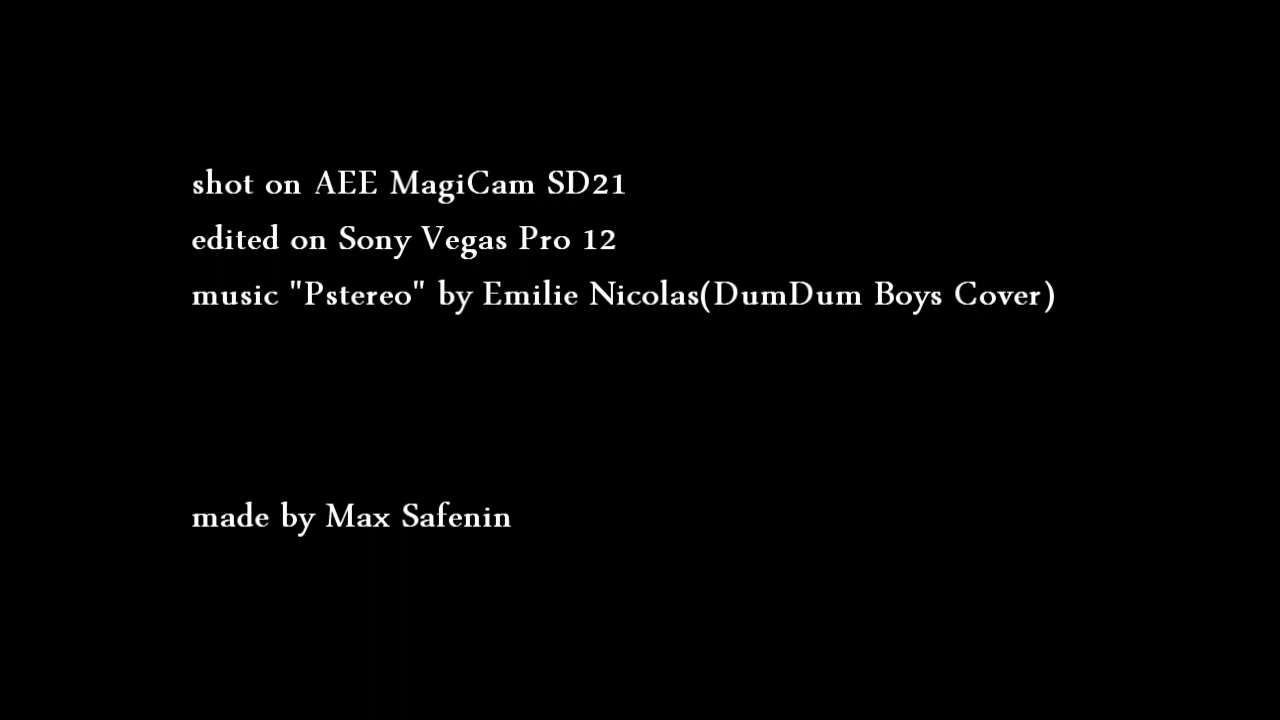 shot on AEE MagiCam SD21
edited on Sony Vegas Pro 12
music "Pstereo" by Emilie Nicolas(DumDum Boys Cover)
made by Max Safenin